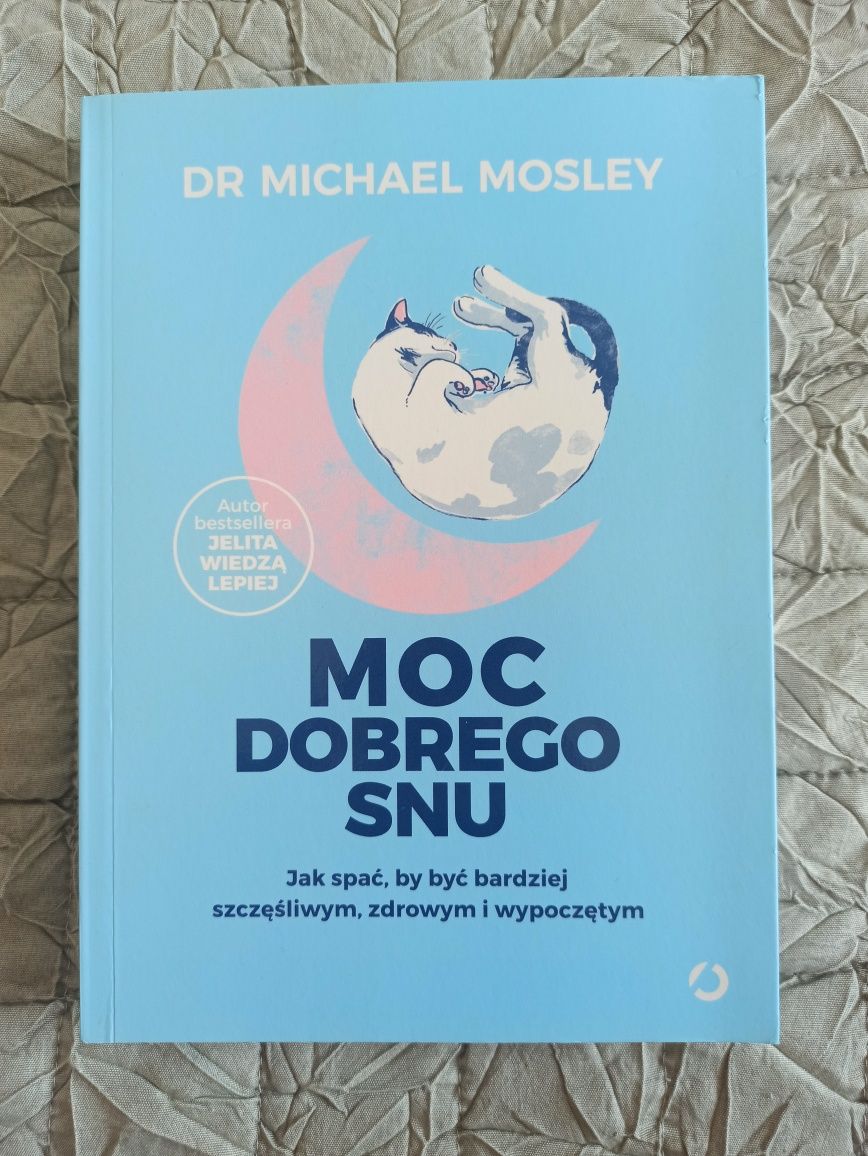 DR MICHAEL MOSLEY
Autor
bestsellera
JELITA
WIEDZĄ
LEPIEJ
MOC
DOBREGO
SNU
Jak spać, by być bardziej
szczęśliwym, zdrowym i wypoczętym